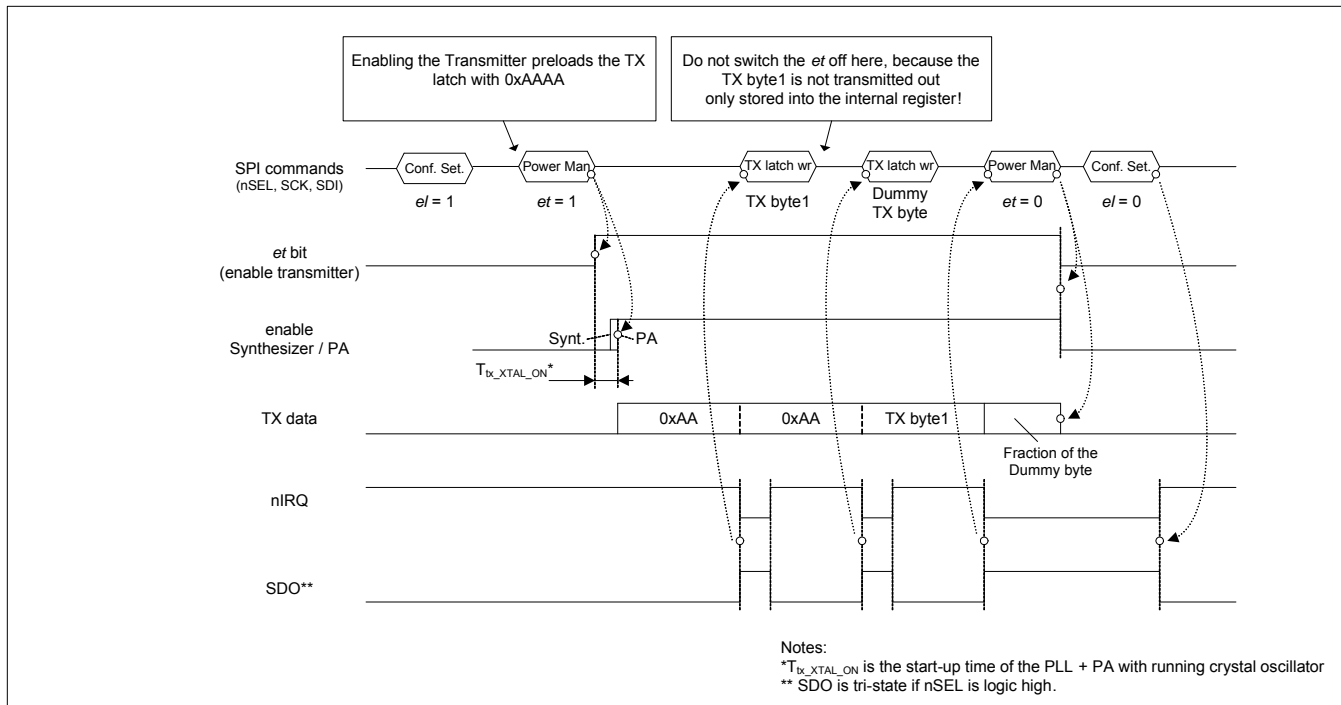 Enabling the Transmitter preloads the TX
latch with 0xAAAA
Do not switch the et off here, because the
TX byte1 is not transmitted out
only stored into the internal register!
SPI commands
(nSEL, SCK, SDI)
Conf. Set.
Power Man
TX latch wr
TX latch wr
Power Man
Conf. Set.
el = 1
et = 1
TX byte1
Dummy
TX byte
et = 0
el = 0
et bit
(enable transmitter)
enable
Synthesizer / PA
Synt.
PA
Ttx_XTAL_ON*
TX data
0xAA
0xAA
TX byte1
Fraction of the
Dummy byte
nIRQ
SDO**
Notes:
*Ttx_XTAL_ON is the start-up time of the PLL + PA with running crystal oscillator
** SDO is tri-state if nSEL is logic high.